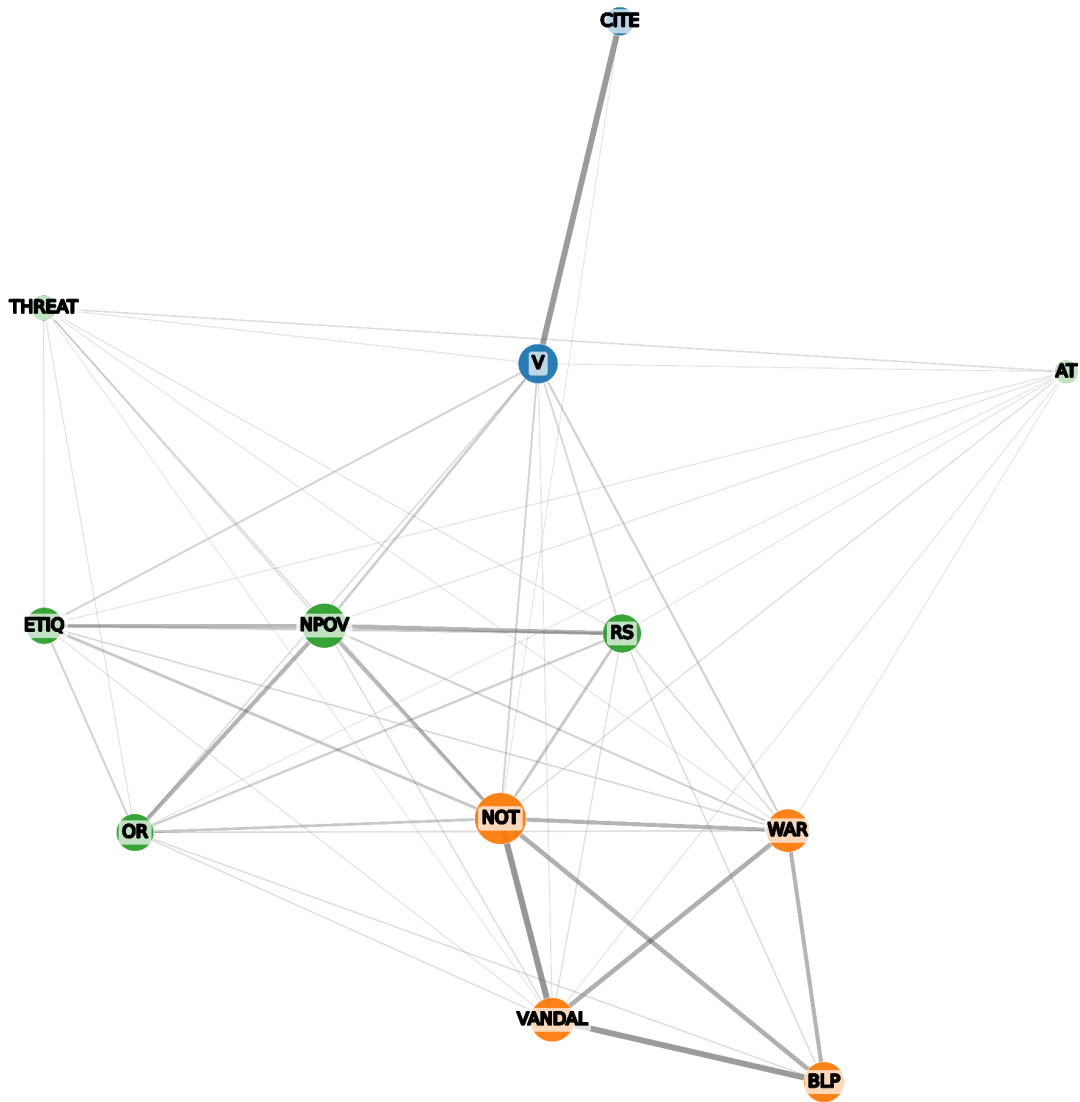 CITE
THREAT
V
AT
ETIQ
NPOV
RS
OR
NOT
WAR
VANDAL
BLP